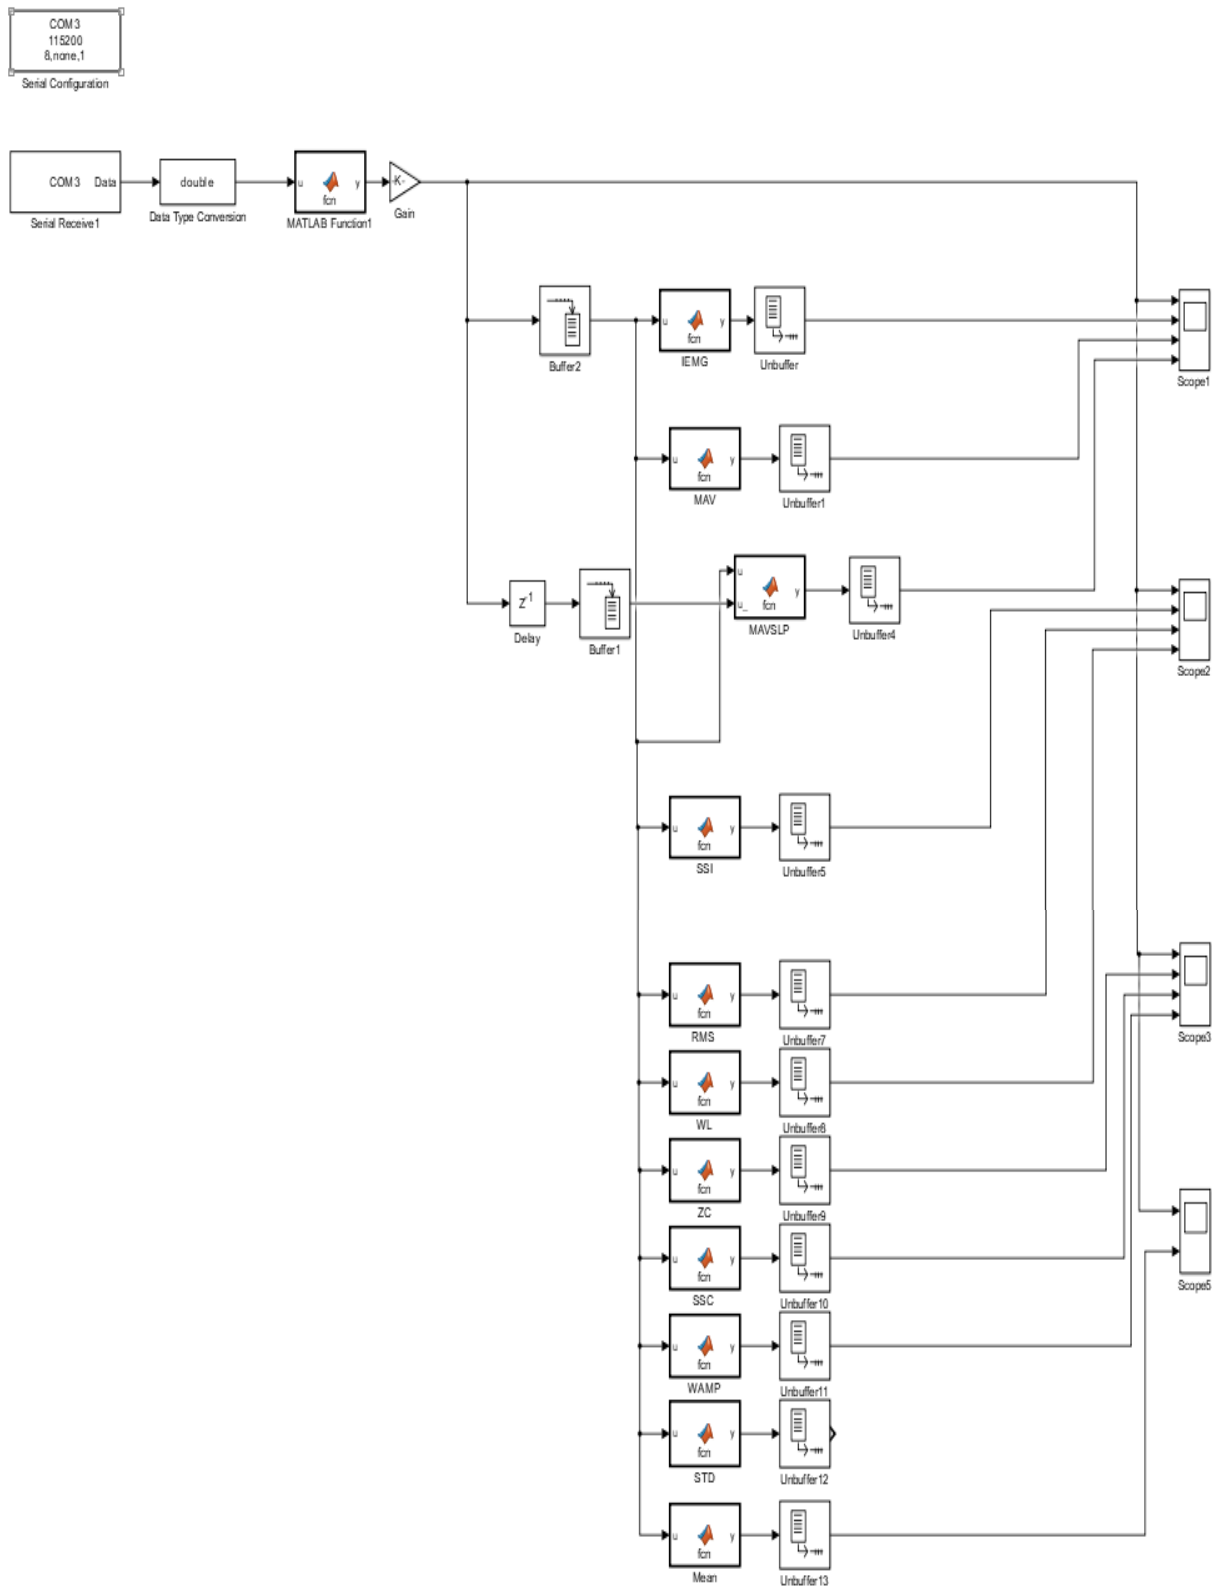 COM3
115200
8,none,1
Serial Configuration
COM3 Data
Serial Receive1
double
Data Type Conversion
u fcn y
MATLAB Function1
-K-
Gain
Buffer2
u fcn y
IEMG
Unbuffer
Scope1
u fcn y
MAV
Unbuffer1
Z-1
Delay
Buffer1
u
u_ fcn y
MAVSLP
Unbuffer4
Scope2
u fcn y
SSI
Unbuffer5
u fcn y
RMS
Unbuffer7
Scope3
u fcn y
WL
Unbuffer8
u fcn y
ZC
Unbuffer9
u fcn y
SSC
Unbuffer10
Scope5
u fcn y
WAMP
Unbuffer11
u fcn y
STD
Unbuffer12
u fcn y
Mean
Unbuffer13